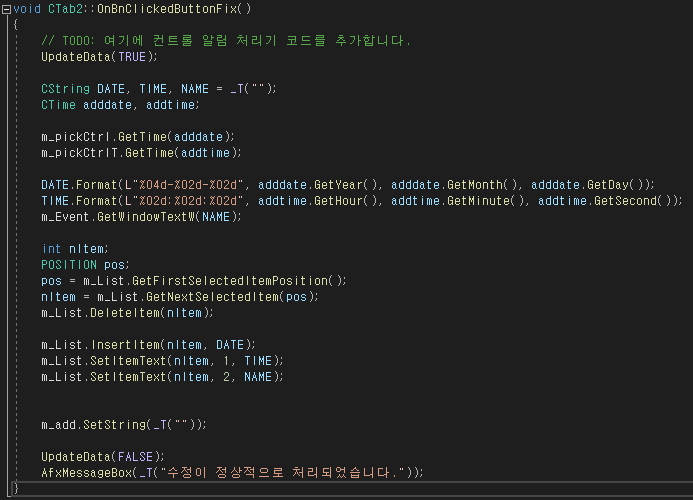 void CTab2::OnBnClickedButtonFix()
{
// TODO: 여기에 컨트롤 알림 처리기 코드를 추가합니다.
UpdateData(TRUE);
CString DATE, TIME, NAME = _T("");
CTime adddate, addtime;
m_pickCtrl.GetTime(adddate);
m_pickCtrlT.GetTime(addtime);
DATE.Format(L"%04d-%02d-%02d", adddate.GetYear(), adddate.GetMonth(), adddate.GetDay());
TIME.Format(L"%02d:%02d:%02d", addtime.GetHour(), addtime.GetMinute(), addtime.GetSecond());
m_Event.GetWindowTextW(NAME);
int nItem;
POSITION pos;
pos = m_List.GetFirstSelectedItemPosition();
nItem = m_List.GetNextSelectedItem(pos);
m_List.DeleteItem(nItem);
m_List.InsertItem(nItem, DATE);
m_List.SetItemText(nItem, 1, TIME);
m_List.SetItemText(nItem, 2, NAME);
m_add.SetString(_T(""));
UpdateData(FALSE);
AfxMessageBox(_T("수정이 정상적으로 처리되었습니다."));
}